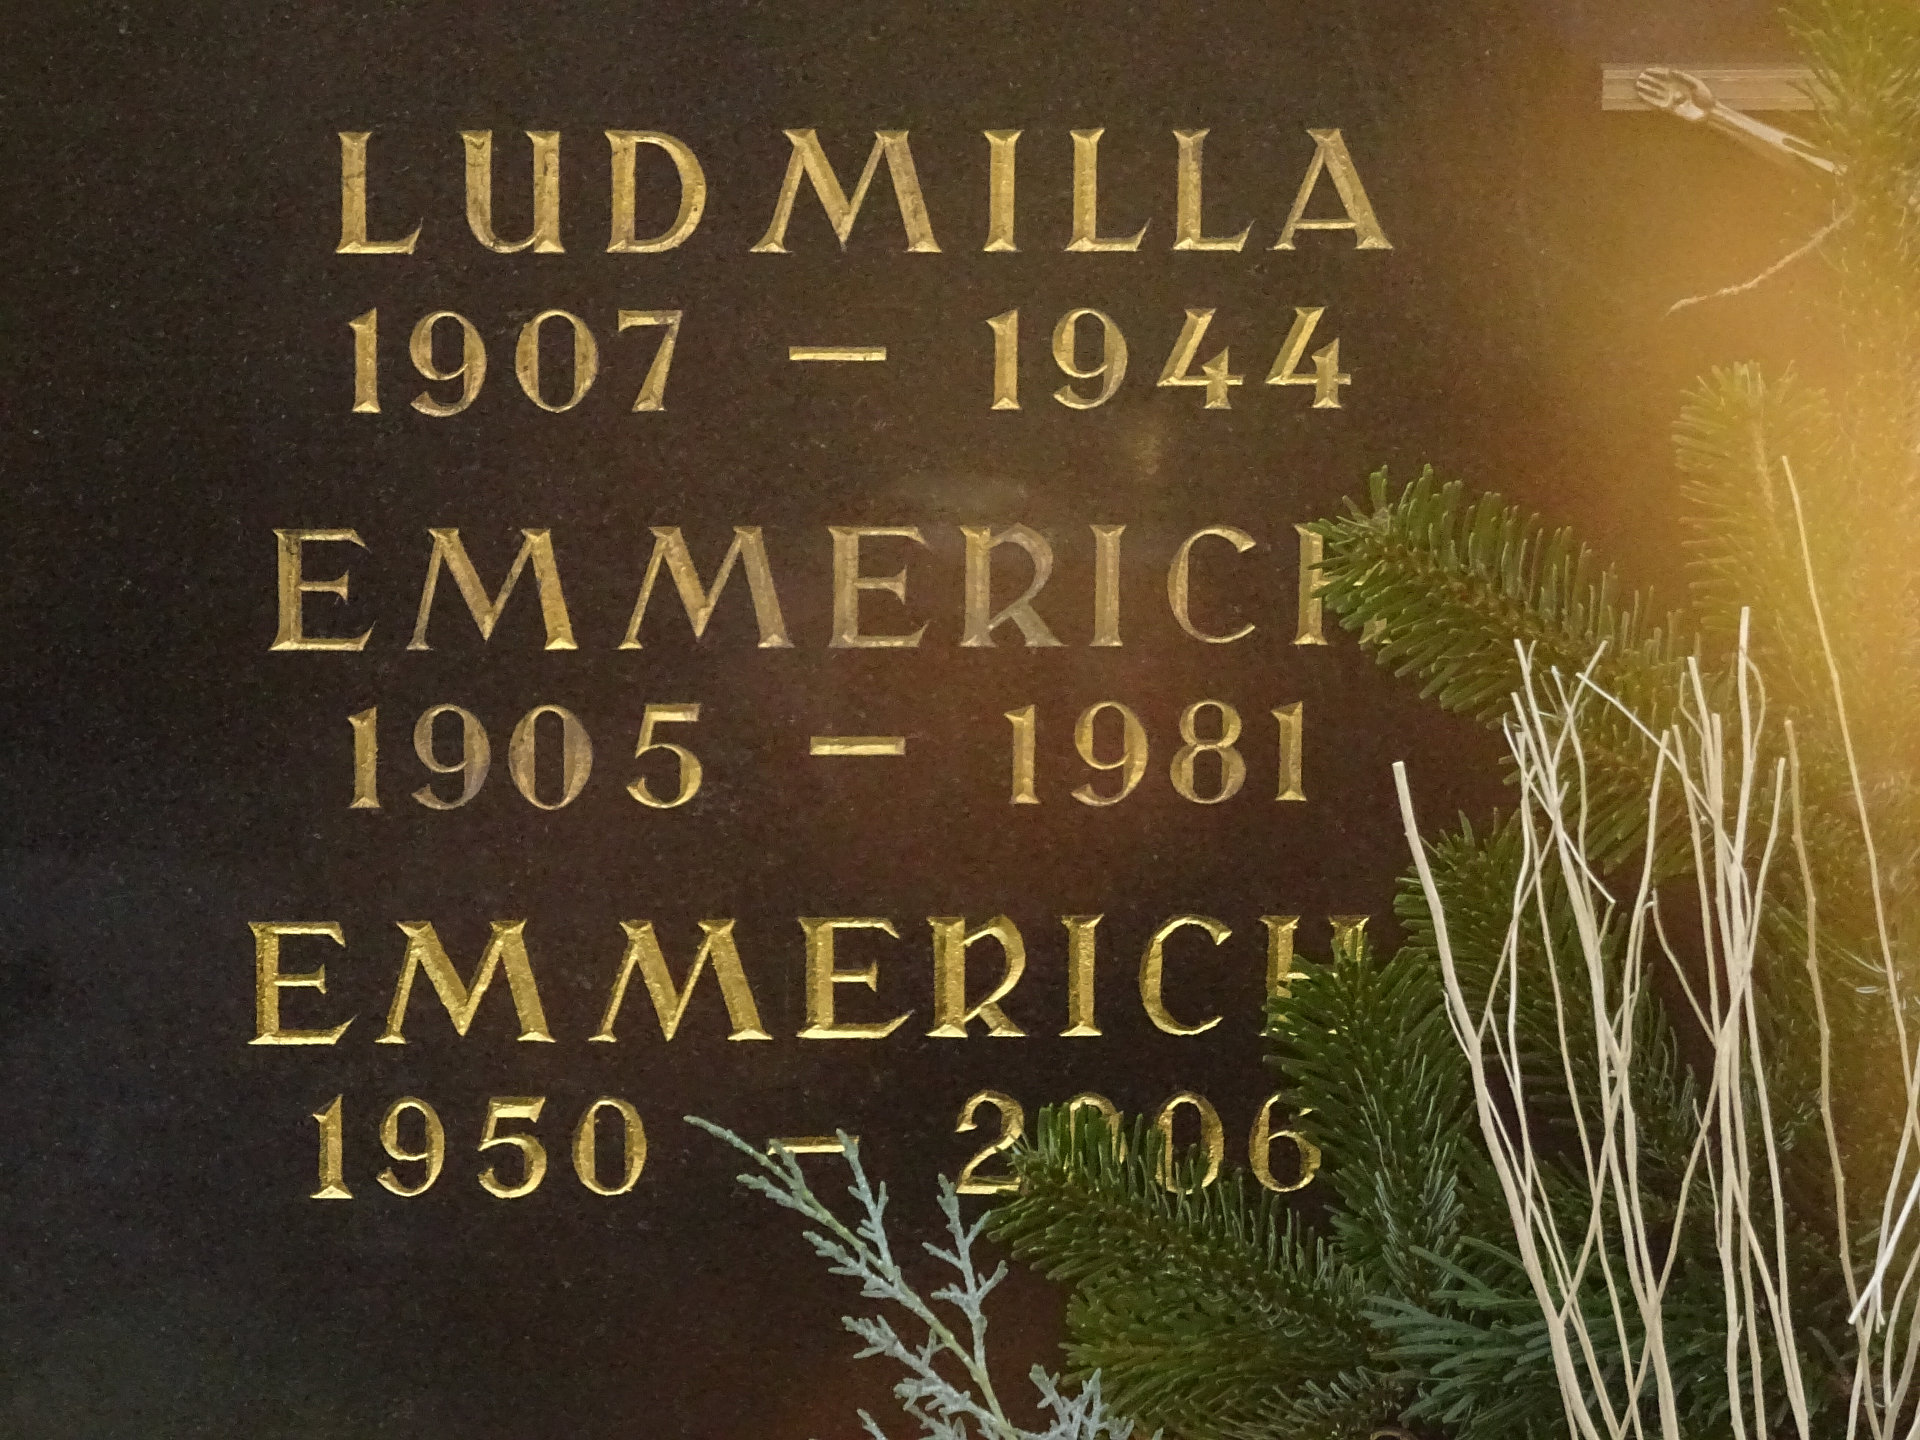 LUDMILLA
1907 – 1944
EMMERICH
1905 – 1981
EMMERICH
1950 – 2006